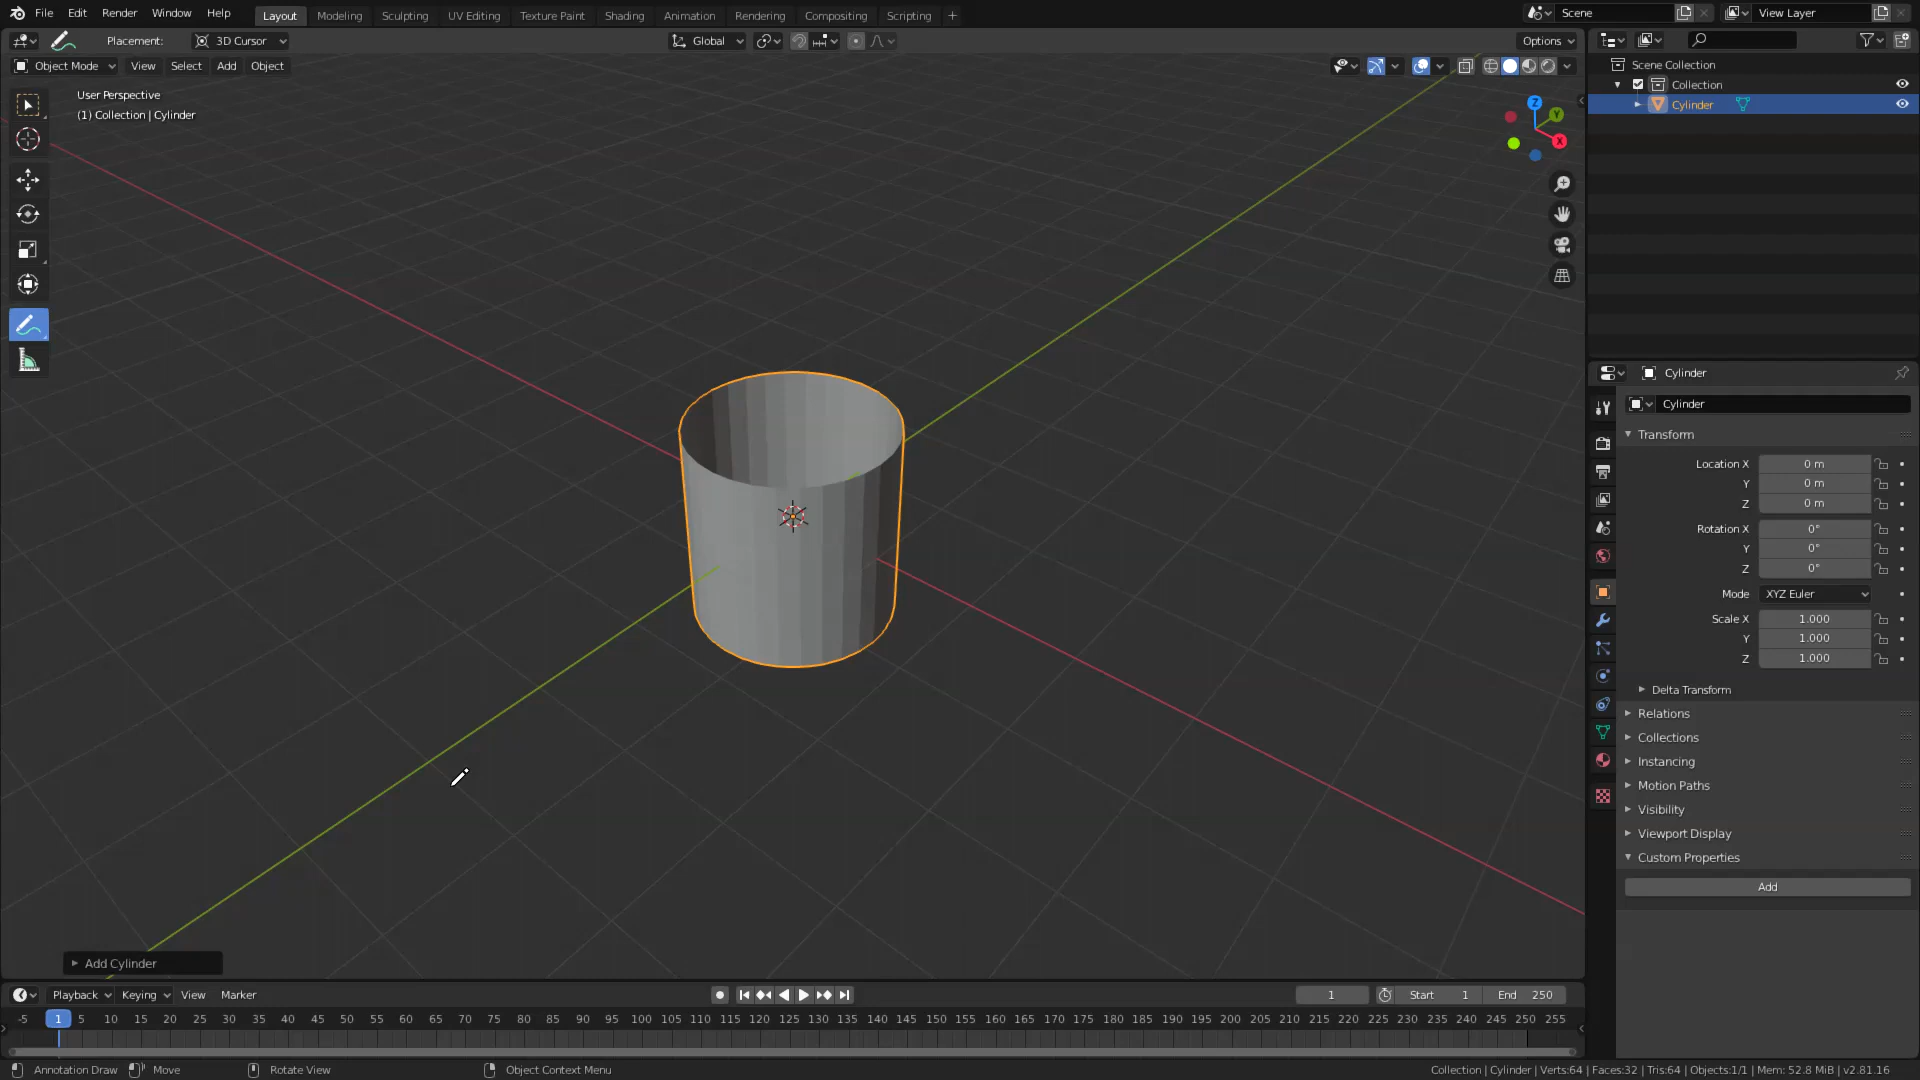 File Edit Render Window Help
Layout Modeling Sculpting UV Editing Texture Paint Shading Animation Rendering Compositing Scripting +
Scene
View Layer
Placement: 3D Cursor
Global
Options
Object Mode View Select Add Object
User Perspective
(1) Collection | Cylinder
Z
Y
X
Scene Collection
Collection
Cylinder
Cylinder
Cylinder
Transform
Location X 0 m
Y 0 m
Z 0 m
Rotation X 0°
Y 0°
Z 0°
Mode XYZ Euler
Scale X 1.000
Y 1.000
Z 1.000
Delta Transform
Relations
Collections
Instancing
Motion Paths
Visibility
Viewport Display
Custom Properties
Add
Add Cylinder
Playback Keying View Marker
1 Start 1 End 250
-5 1 5 10 15 20 25 30 35 40 45 50 55 60 65 70 75 80 85 90 95 100 105 110 115 120 125 130 135 140 145 150 155 160 165 170 175 180 185 190 195 200 205 210 215 220 225 230 235 240 245 250 255
Annotation Draw Move Rotate View Object Context Menu
Collection | Cylinder | Verts:64 | Faces:32 | Tris:64 | Objects:1/1 | Mem: 52.8 MiB | v2.81.16